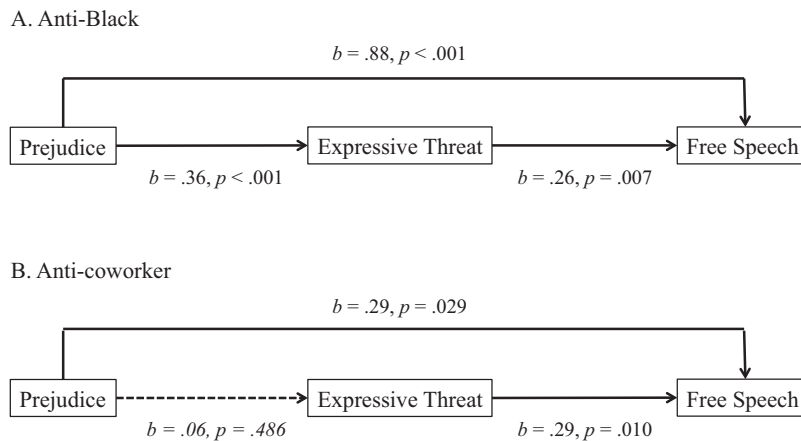 A. Anti-Black
b = .88, p < .001
Prejudice
Expressive Threat
Free Speech
b = .36, p < .001
b = .26, p = .007
B. Anti-coworker
b = .29, p = .029
Prejudice
Expressive Threat
Free Speech
b = .06, p = .486
b = .29, p = .010